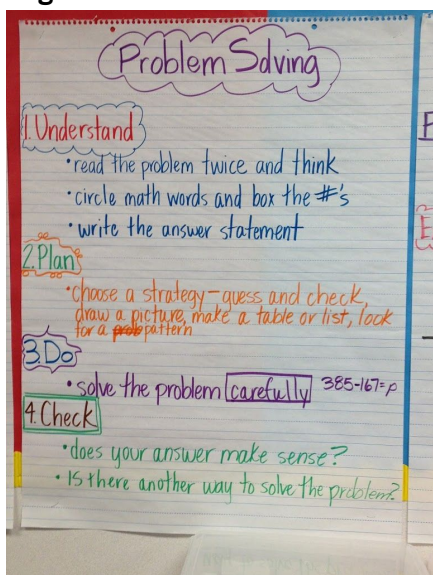 Problem Solving
1. Understand
• read the problem twice and think
• circle math words and box the #'s
• write the answer statement
2. Plan
• choose a strategy - guess and check,
draw a picture, make a table or list, look
for a pattern
3. Do
• solve the problem carefully 385-167=p
4. Check
• does your answer make sense?
• Is there another way to solve the problem?